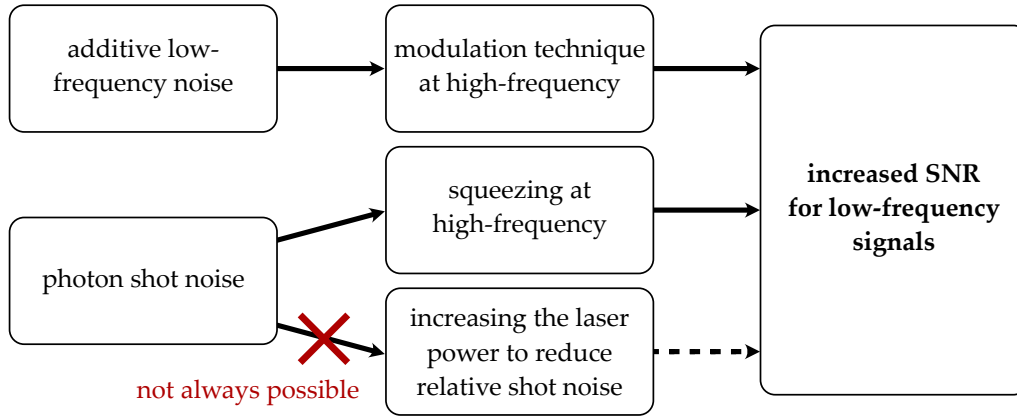 additive low-
frequency noise
modulation technique
at high-frequency
squeezing at
high-frequency
increased SNR
for low-frequency
signals
photon shot noise
increasing the laser
power to reduce
relative shot noise
not always possible